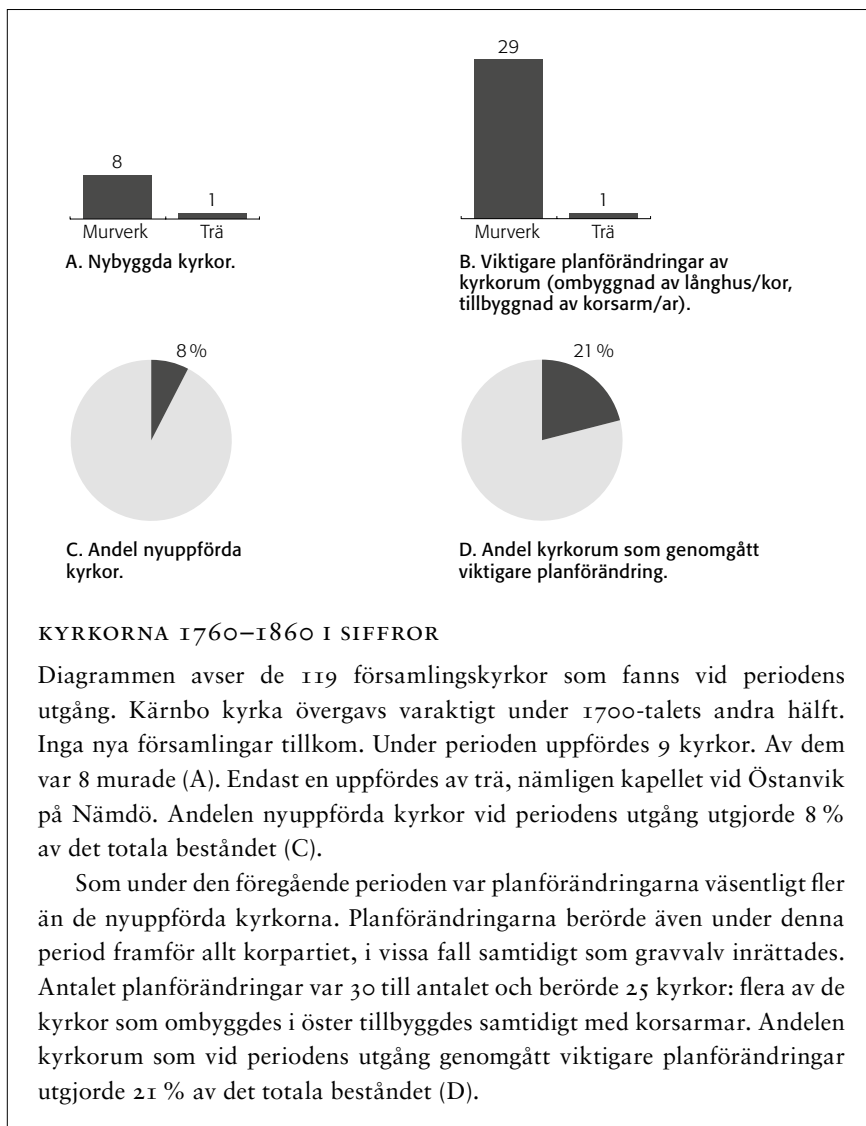 8
1
Murverk Trä
A. Nybyggda kyrkor.
29
1
Murverk Trä
B. Viktigare planförändringar av
kyrkorum (ombyggnad av långhus/kor,
tillbyggnad av korsarm/ar).
8 %
C. Andel nyuppförda
kyrkor.
21 %
D. Andel kyrkorum som genomgått
viktigare planförändring.
KYRKORNA 1760–1860 I SIFFROR
Diagrammen avser de 119 församlingskyrkor som fanns vid periodens
utgång. Kärnbo kyrka övergavs varaktigt under 1700-talets andra hälft.
Inga nya församlingar tillkom. Under perioden uppfördes 9 kyrkor. Av dem
var 8 murade (A). Endast en uppfördes av trä, nämligen kapellet vid Östanvik
på Nämdö. Andelen nyuppförda kyrkor vid periodens utgång utgjorde 8 %
av det totala beståndet (C).
Som under den föregående perioden var planförändringarna väsentligt fler
än de nyuppförda kyrkorna. Planförändringarna berörde även under denna
period framför allt korpartiet, i vissa fall samtidigt som gravvalv inrättades.
Antalet planförändringar var 30 till antalet och berörde 25 kyrkor: flera av de
kyrkor som ombyggdes i öster tillbyggdes samtidigt med korsarmar. Andelen
kyrkorum som vid periodens utgång genomgått viktigare planförändringar
utgjorde 21 % av det totala beståndet (D).